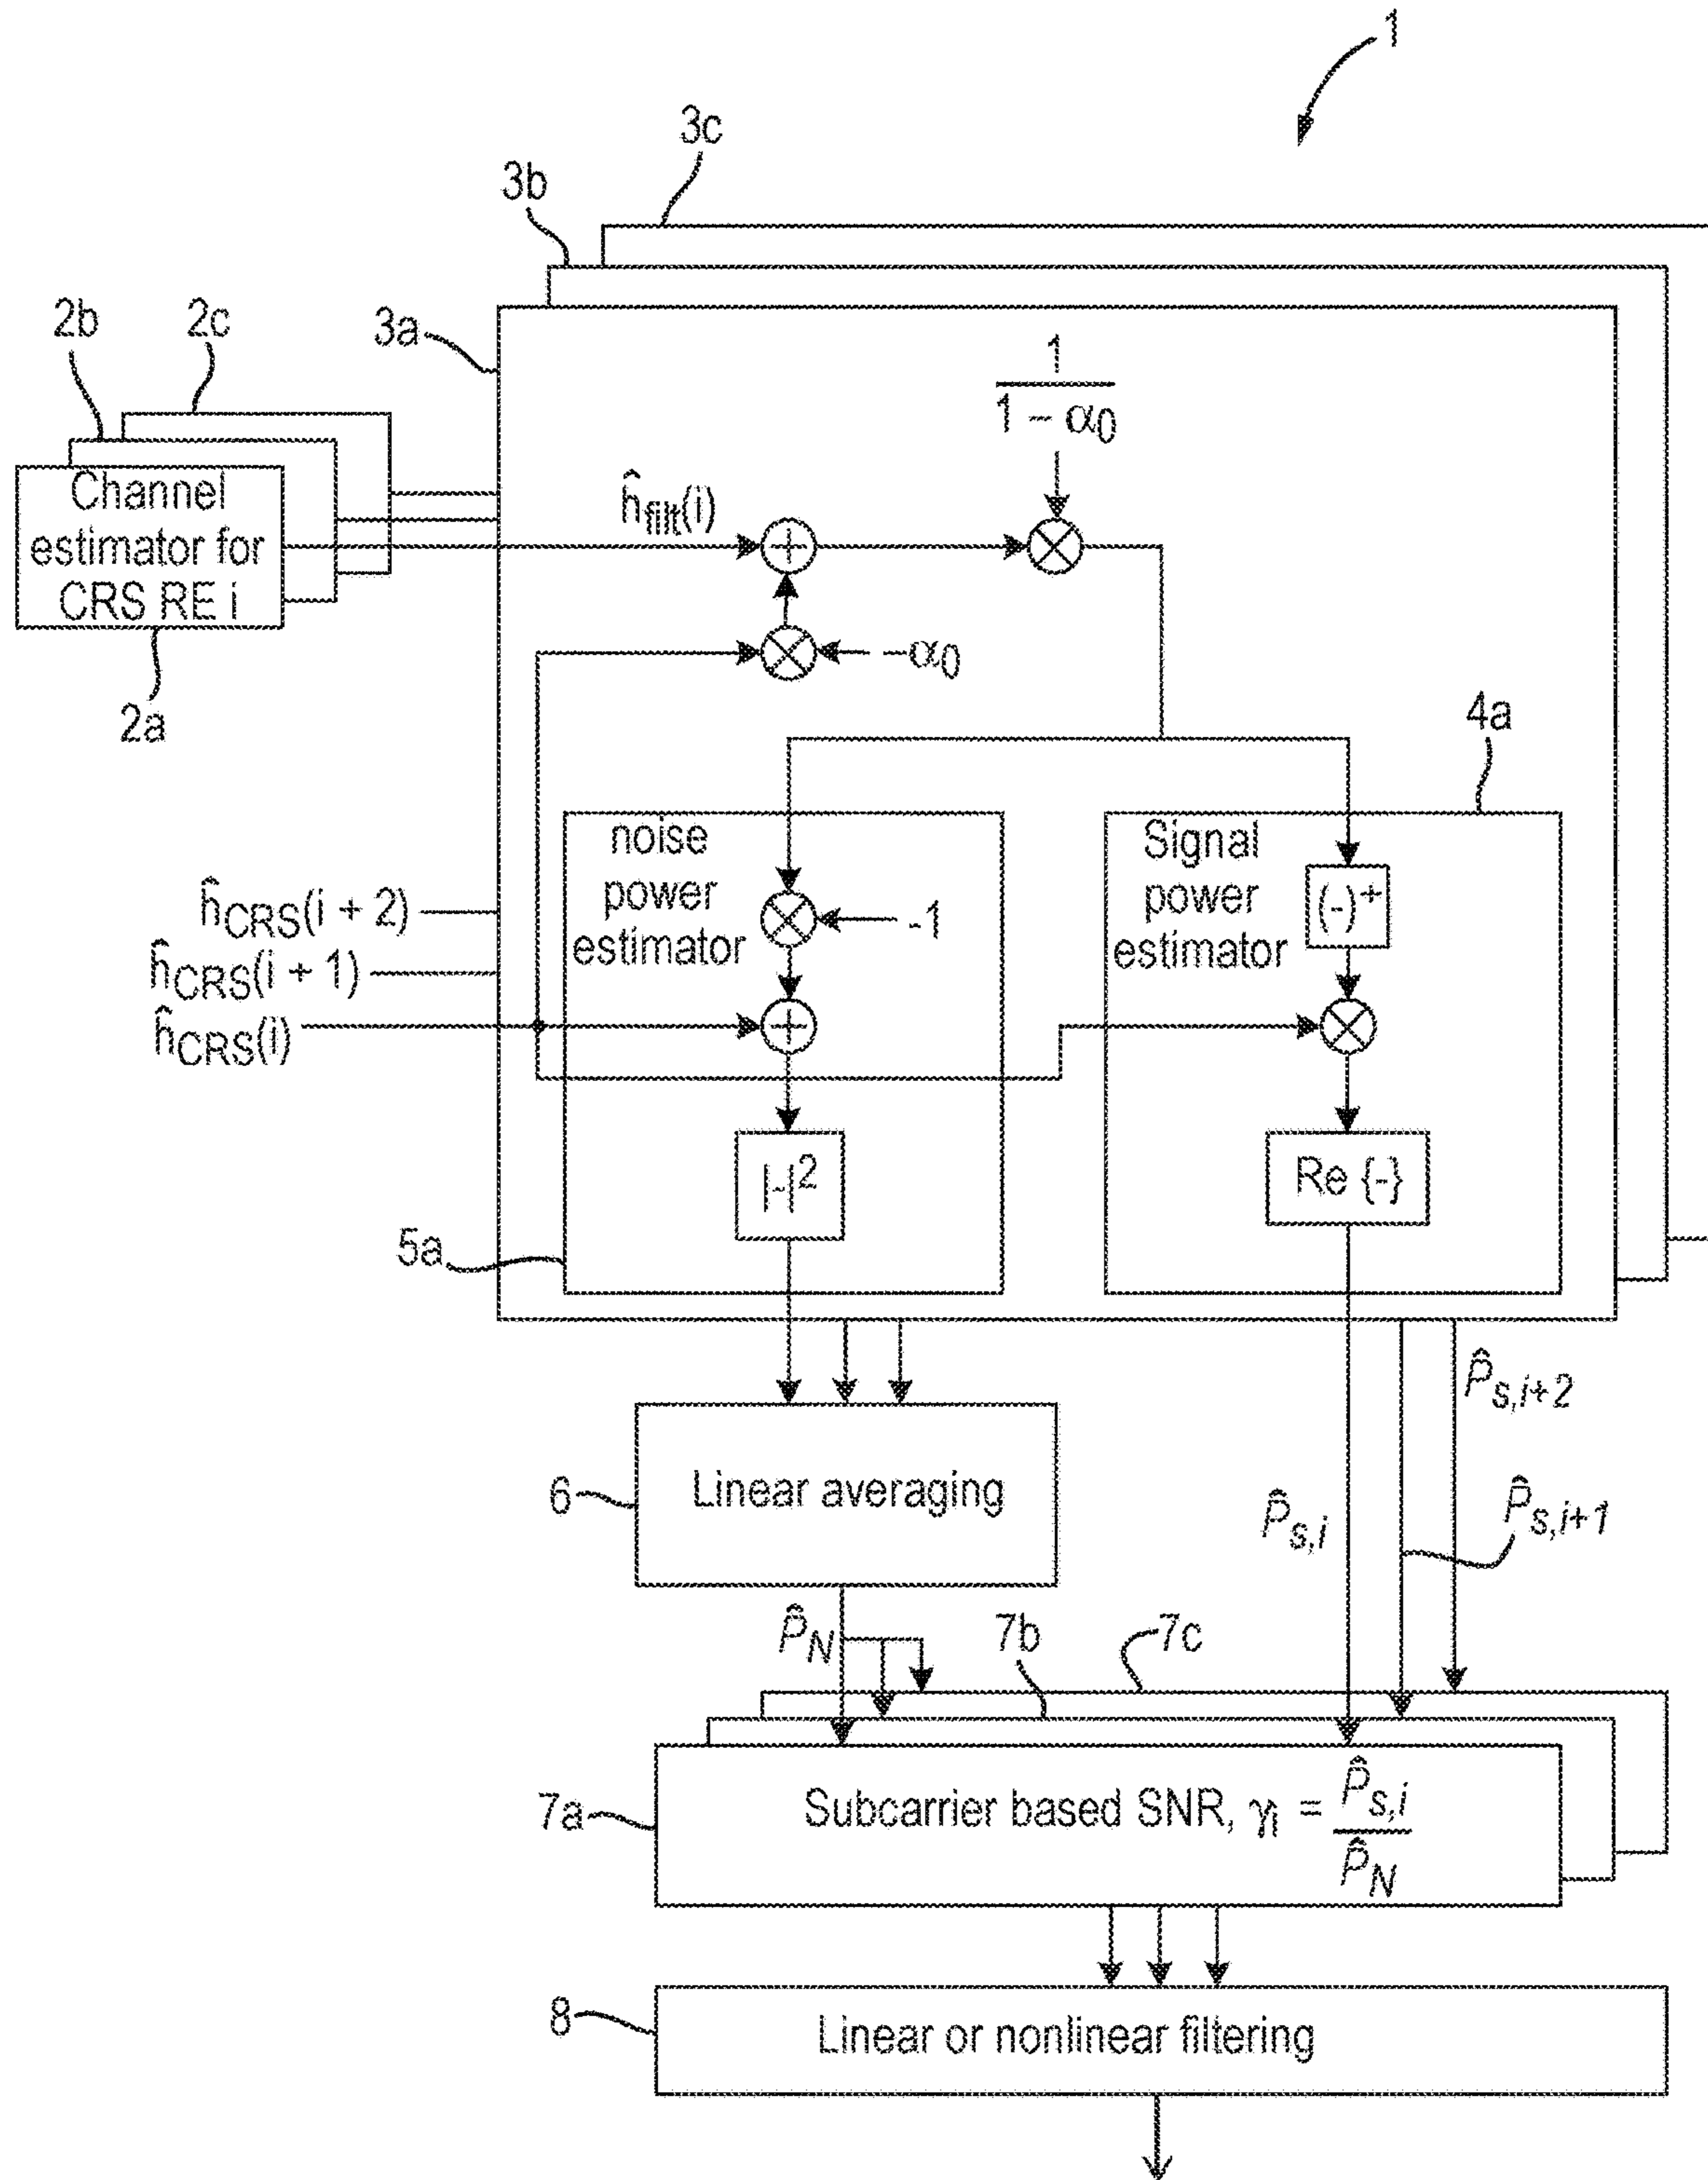 1
3c
3b
2b
2c
3a
1
1 − α0
Channel
estimator for
CRS RE i
ĥfilt(i)
−α0
2a
4a
noise
power
estimator
-1
Signal
power
estimator
(-)+
ĥCRS(i + 2)
ĥCRS(i + 1)
ĥCRS(i)
|-|2
Re {-}
5a
P̂s,i+2
6
Linear averaging
P̂s,i
P̂s,i+1
P̂N
7b
7c
7a
Subcarrier based SNR, γi = P̂s,i
P̂N
8
Linear or nonlinear filtering